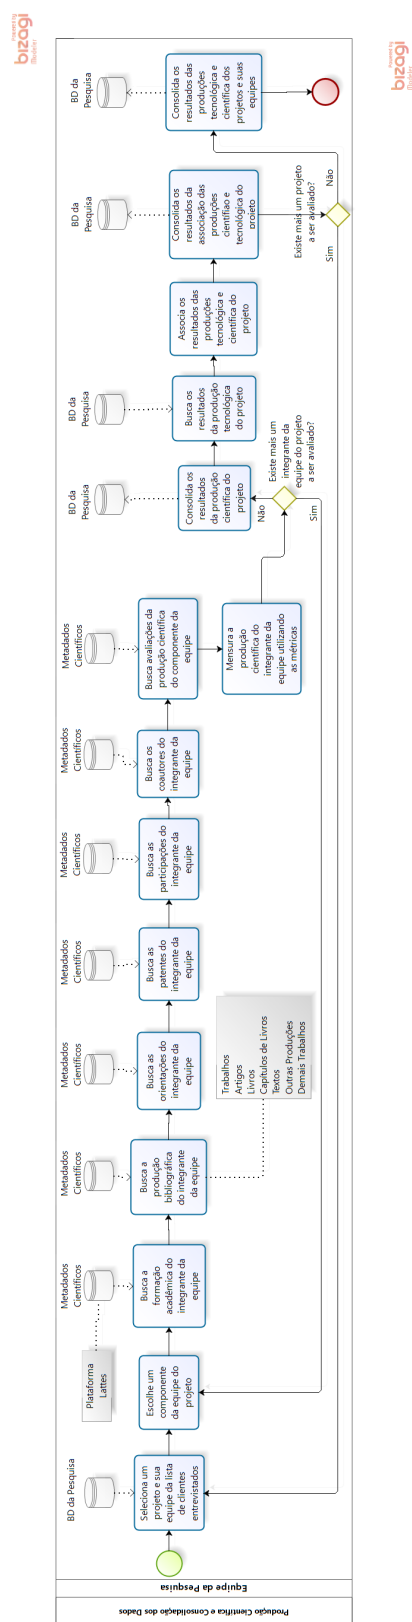 Powered by
bizagi
Modeler
Powered by
bizagi
Modeler
Produção Científica e Consolidação dos Dados
Equipe da Pesquisa
BD da Pesquisa
Seleciona um
projeto e sua
equipe da lista
de clientes
entrevistados
Escolhe um
componente
da equipe do
projeto
Plataforma
Lattes
Metadados
Científicos
Busca a
formação
acadêmica do
integrante da
equipe
Metadados
Científicos
Busca a
produção
bibliográfica
do integrante
da equipe
Trabalhos
Artigos
Livros
Capítulos de Livros
Textos
Outras Produções
Demais Trabalhos
Metadados
Científicos
Busca as
orientações do
integrante da
equipe
Metadados
Científicos
Busca as
patentes do
integrante da
equipe
Metadados
Científicos
Busca as
participações do
integrante da
equipe
Metadados
Científicos
Busca os
coautores do
integrante da
equipe
Metadados
Científicos
Busca avaliações da
produção científica
do componente da
equipe
Mensura a
produção
científica do
integrante da
equipe utilizando
as métricas
Existe mais um
integrante da
equipe do projeto
a ser avaliado?
Não
Sim
BD da
Pesquisa
Consolida os
resultados
da produção
científica do
projeto
BD da
Pesquisa
Busca os
resultados
da produção
tecnológica
do projeto
Associa os
resultados das
produções
tecnológica e
científica do
projeto
BD da
Pesquisa
Consolida os
resultados da
associação das
produções
científiao e
tecnológica do
projeto
Existe mais um projeto
a ser avaliado?
Sim
Não
BD da
Pesquisa
Consolida os
resultados das
produções
tecnológica e
científica dos
projetos e suas
equipes